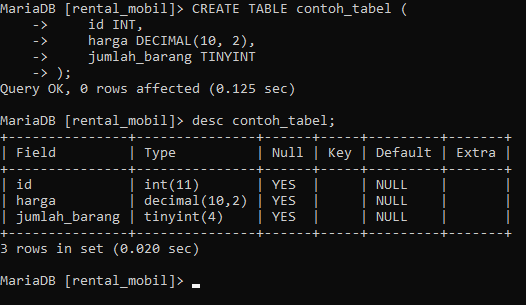 MariaDB [rental_mobil]> CREATE TABLE contoh_tabel (
    ->     id INT,
    ->     harga DECIMAL(10, 2),
    ->     jumlah_barang TINYINT
    -> );
Query OK, 0 rows affected (0.125 sec)

MariaDB [rental_mobil]> desc contoh_tabel;
+---------------+---------------+------+-----+---------+-------+
| Field         | Type          | Null | Key | Default | Extra |
+---------------+---------------+------+-----+---------+-------+
| id            | int(11)       | YES  |     | NULL    |       |
| harga         | decimal(10,2) | YES  |     | NULL    |       |
| jumlah_barang | tinyint(4)    | YES  |     | NULL    |       |
+---------------+---------------+------+-----+---------+-------+
3 rows in set (0.020 sec)

MariaDB [rental_mobil]>